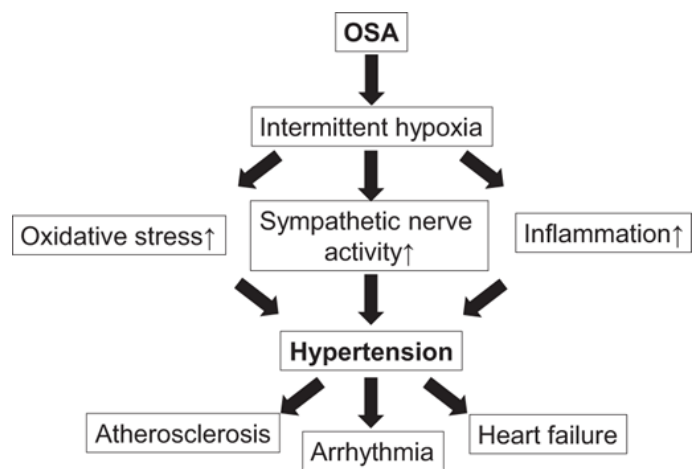 OSA
Intermittent hypoxia
Oxidative stress↑
Sympathetic nerve
activity↑
Inflammation↑
Hypertension
Atherosclerosis
Arrhythmia
Heart failure